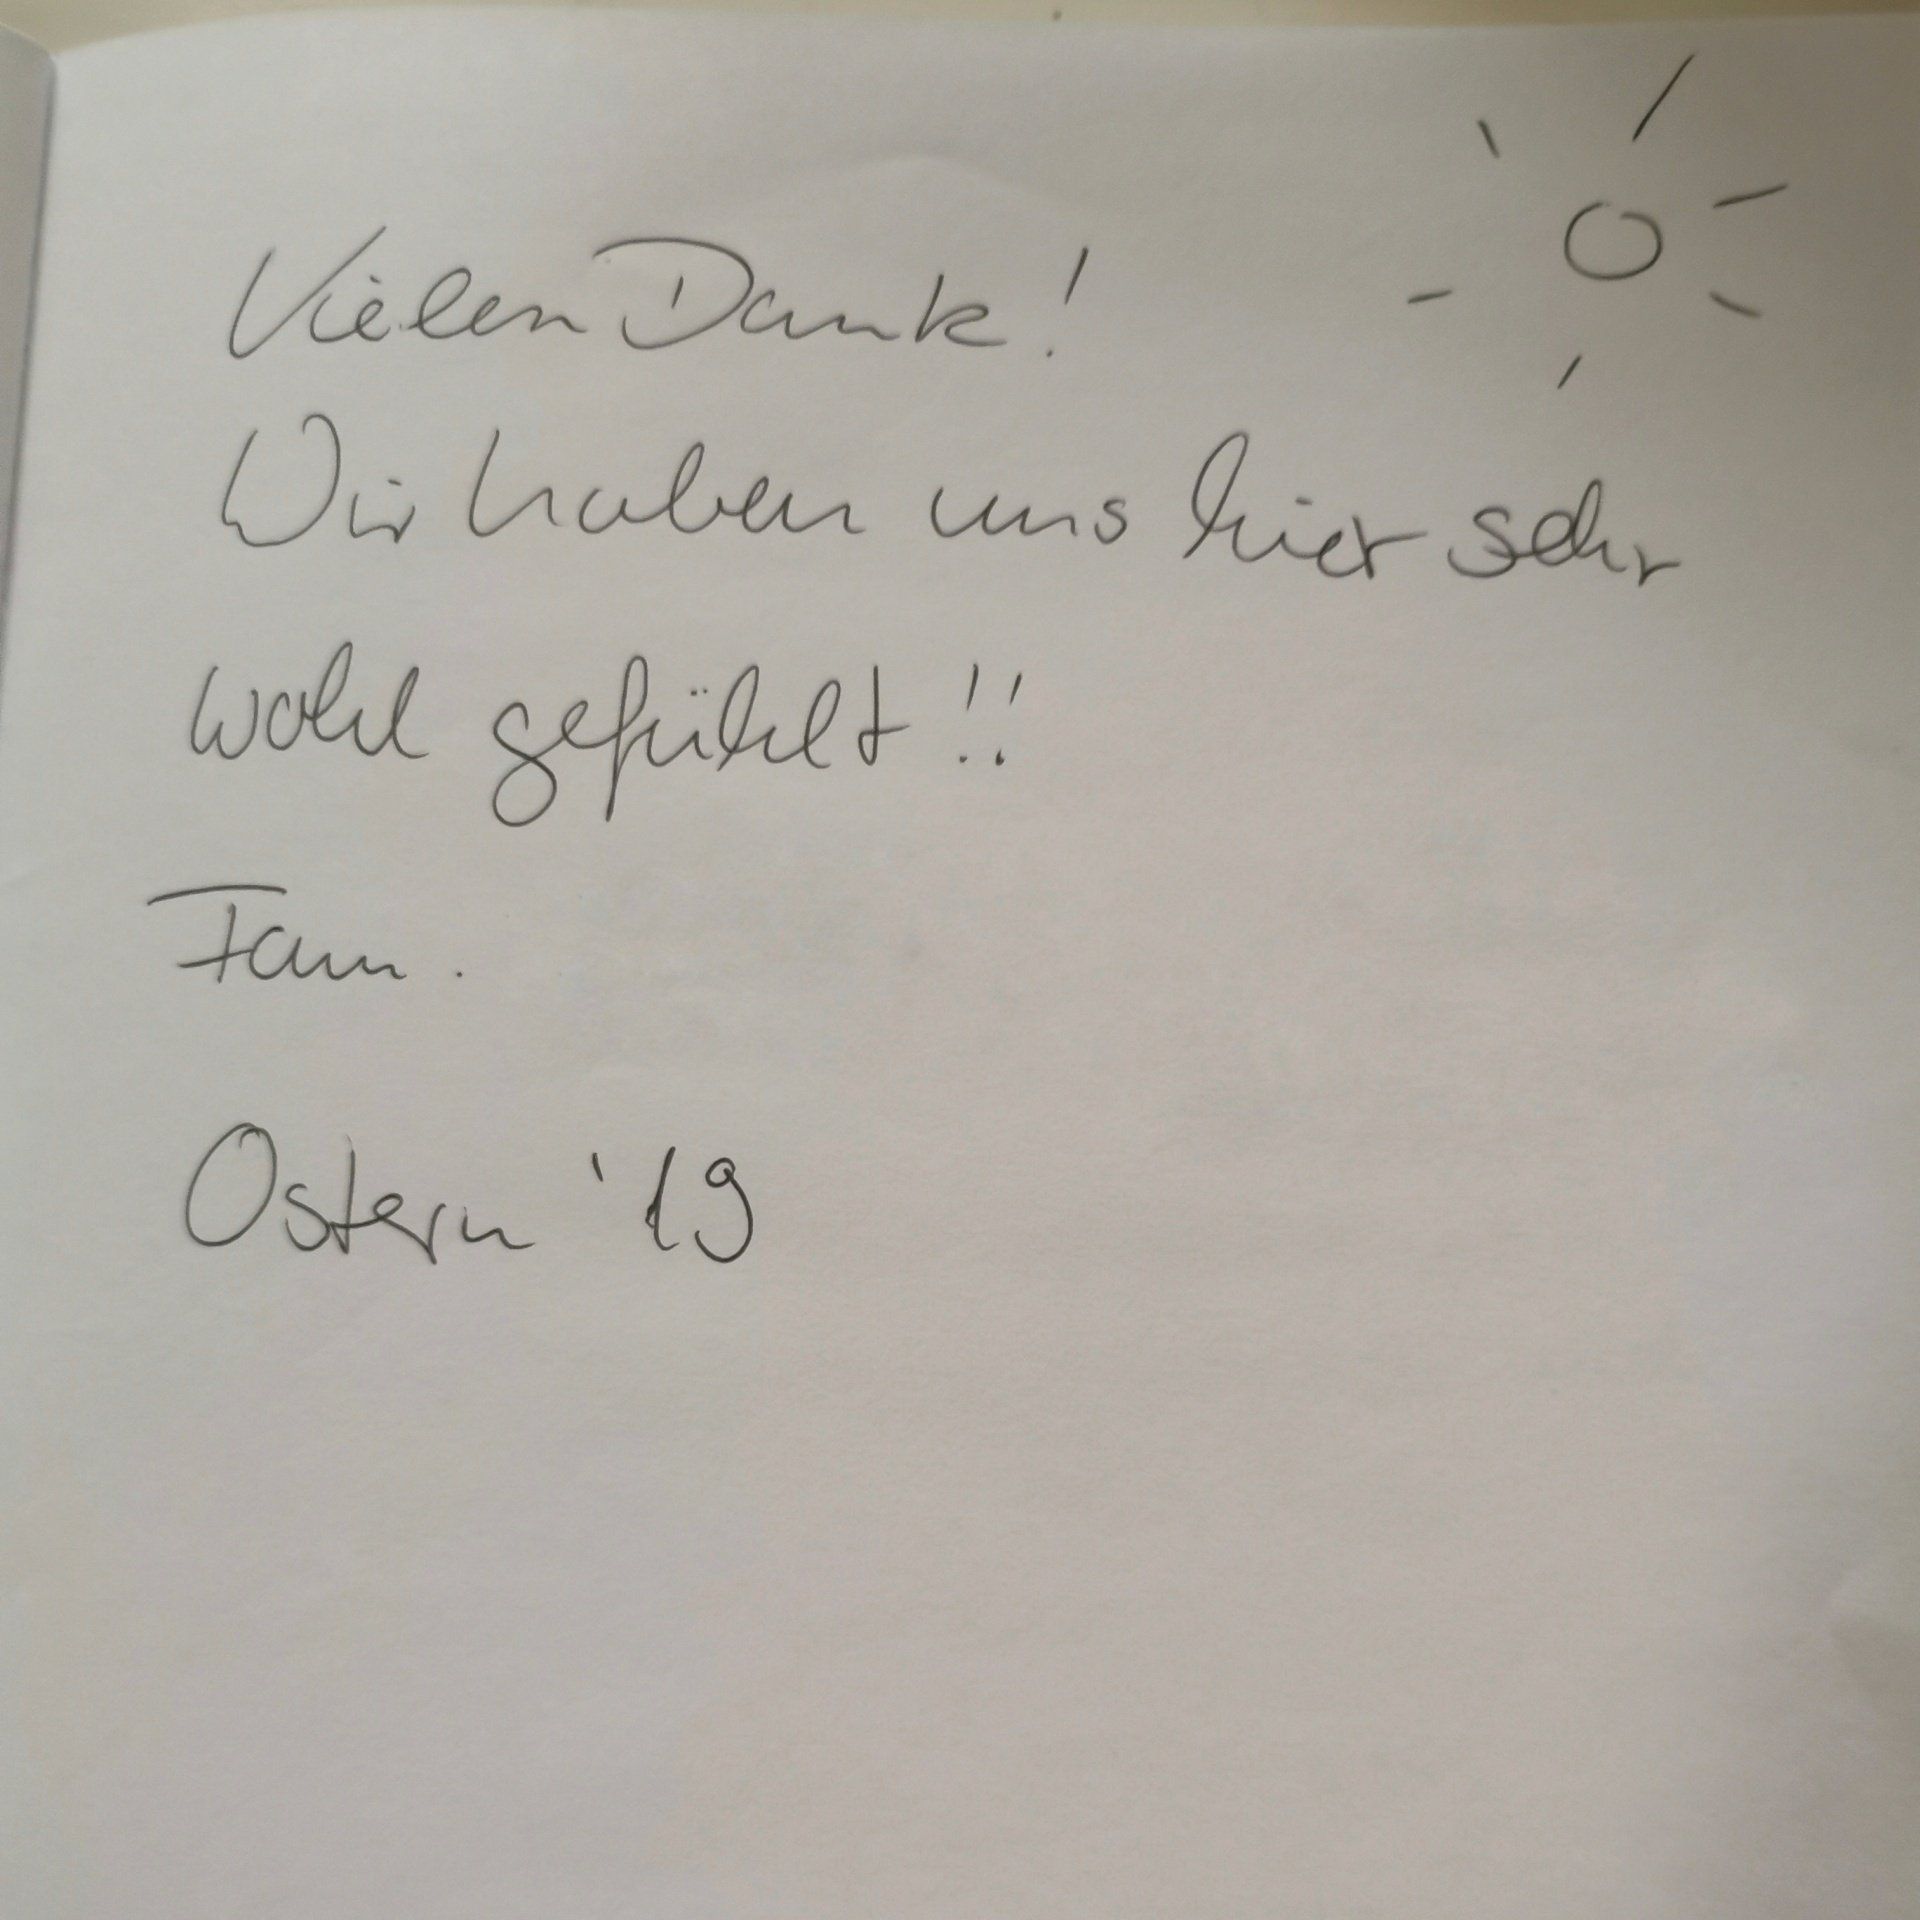 Vielen Dank!
Wir haben uns hier sehr
wohl gefühlt!!
Fam.
Ostern '19